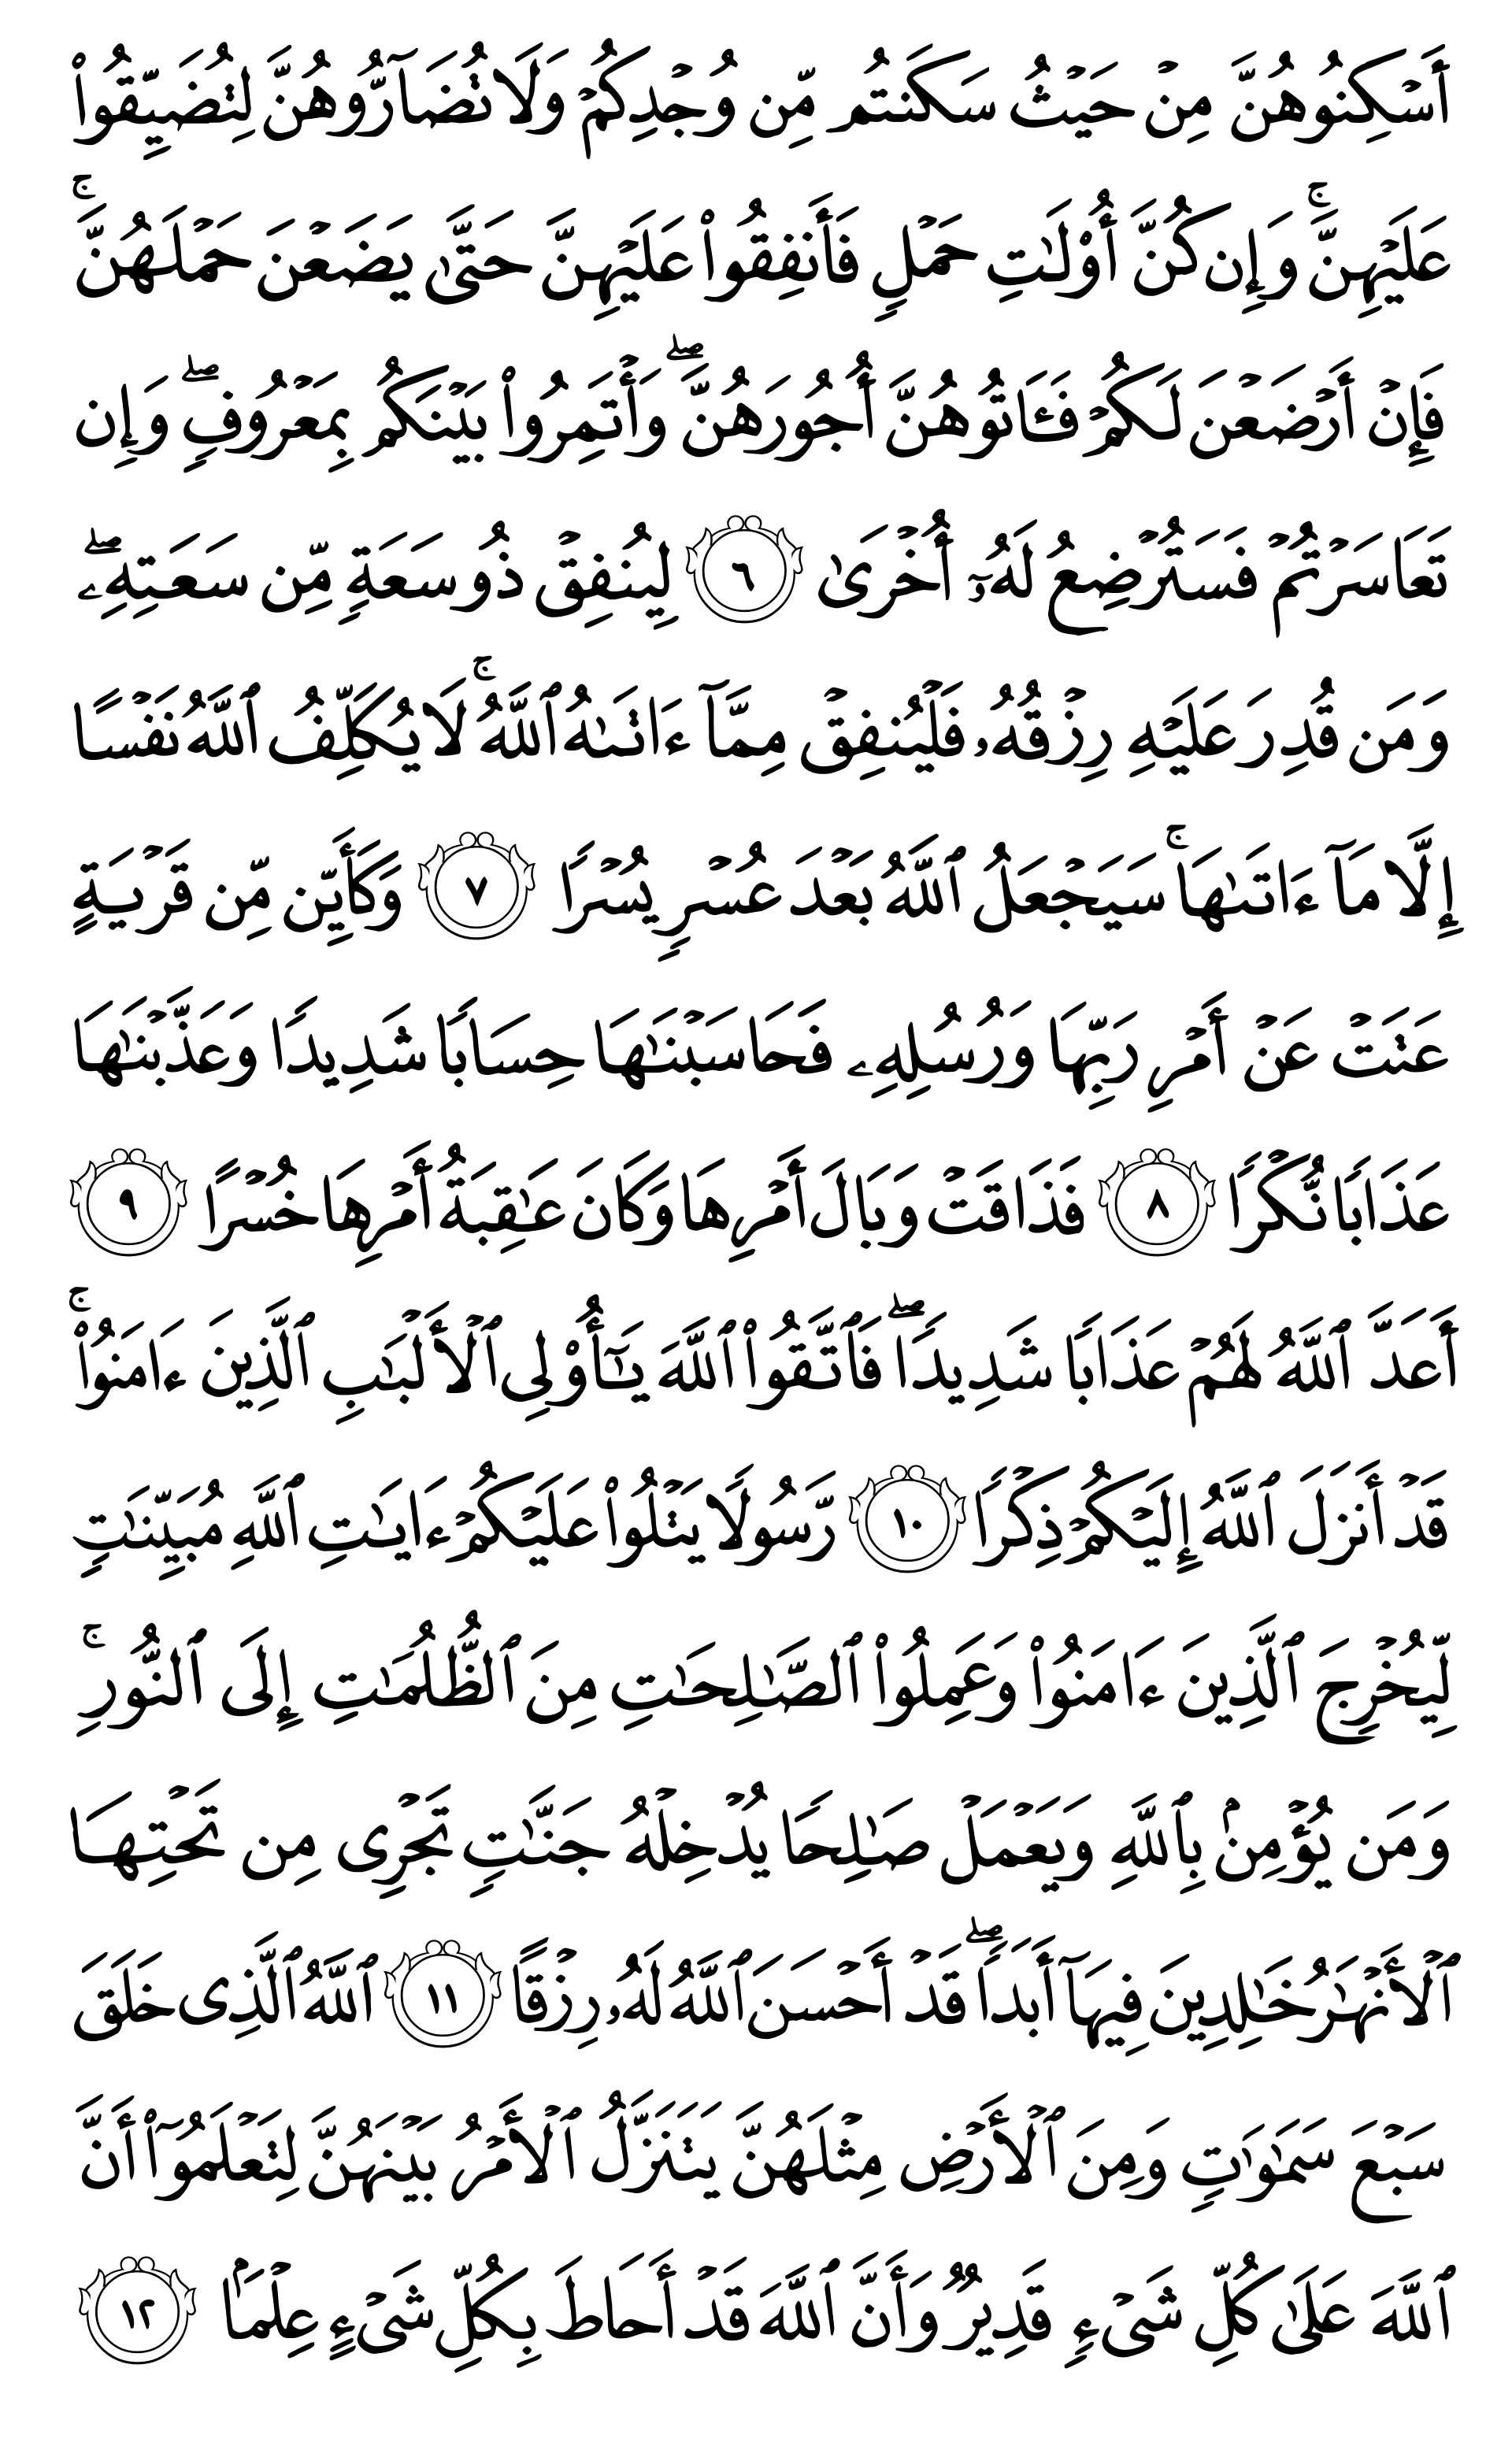 أَسۡكِنُوهُنَّ مِنۡ حَيۡثُ سَكَنتُم مِّن وُجۡدِكُمۡ وَلَا تُضَآرُّوهُنَّ لِتُضَيِّقُواْ
عَلَيۡهِنَّۚ وَإِن كُنَّ أُوْلَٰتِ حَمۡلٖ فَأَنفِقُواْ عَلَيۡهِنَّ حَتَّىٰ يَضَعۡنَ حَمۡلَهُنَّۚ
فَإِنۡ أَرۡضَعۡنَ لَكُمۡ فَـَٔاتُوهُنَّ أُجُورَهُنَّۖ وَأۡتَمِرُواْ بَيۡنَكُم بِمَعۡرُوفٖۖ وَإِن
تَعَاسَرۡتُمۡ فَسَتُرۡضِعُ لَهُۥٓ أُخۡرَىٰ ٦ لِيُنفِقۡ ذُو سَعَةٖ مِّن سَعَتِهِۦۖ
وَمَن قُدِرَ عَلَيۡهِ رِزۡقُهُۥ فَلۡيُنفِقۡ مِمَّآ ءَاتَىٰهُ ٱللَّهُۚ لَا يُكَلِّفُ ٱللَّهُ نَفۡسًا
إِلَّا مَآ ءَاتَىٰهَاۚ سَيَجۡعَلُ ٱللَّهُ بَعۡدَ عُسۡرٖ يُسۡرٗا ٧ وَكَأَيِّن مِّن قَرۡيَةٍ
عَتَتۡ عَنۡ أَمۡرِ رَبِّهَا وَرُسُلِهِۦ فَحَاسَبۡنَٰهَا حِسَابٗا شَدِيدٗا وَعَذَّبۡنَٰهَا
عَذَابٗا نُّكۡرٗا ٨ فَذَاقَتۡ وَبَالَ أَمۡرِهَا وَكَانَ عَٰقِبَةُ أَمۡرِهَا خُسۡرًا ٩
أَعَدَّ ٱللَّهُ لَهُمۡ عَذَابٗا شَدِيدٗاۖ فَٱتَّقُواْ ٱللَّهَ يَٰٓأُوْلِي ٱلۡأَلۡبَٰبِ ٱلَّذِينَ ءَامَنُواْۚ
قَدۡ أَنزَلَ ٱللَّهُ إِلَيۡكُمۡ ذِكۡرٗا ١٠ رَّسُولٗا يَتۡلُواْ عَلَيۡكُمۡ ءَايَٰتِ ٱللَّهِ مُبَيِّنَٰتٖ
لِّيُخۡرِجَ ٱلَّذِينَ ءَامَنُواْ وَعَمِلُواْ ٱلصَّٰلِحَٰتِ مِنَ ٱلظُّلُمَٰتِ إِلَى ٱلنُّورِۚ
وَمَن يُؤۡمِنۢ بِٱللَّهِ وَيَعۡمَلۡ صَٰلِحٗا يُدۡخِلۡهُ جَنَّٰتٖ تَجۡرِي مِن تَحۡتِهَا
ٱلۡأَنۡهَٰرُ خَٰلِدِينَ فِيهَآ أَبَدٗاۖ قَدۡ أَحۡسَنَ ٱللَّهُ لَهُۥ رِزۡقًا ١١ ٱللَّهُ ٱلَّذِي خَلَقَ
سَبۡعَ سَمَٰوَٰتٖ وَمِنَ ٱلۡأَرۡضِ مِثۡلَهُنَّ يَتَنَزَّلُ ٱلۡأَمۡرُ بَيۡنَهُنَّ لِتَعۡلَمُوٓاْ أَنَّ
ٱللَّهَ عَلَىٰ كُلِّ شَيۡءٖ قَدِيرٞ وَأَنَّ ٱللَّهَ قَدۡ أَحَاطَ بِكُلِّ شَيۡءٍ عِلۡمَۢا ١٢